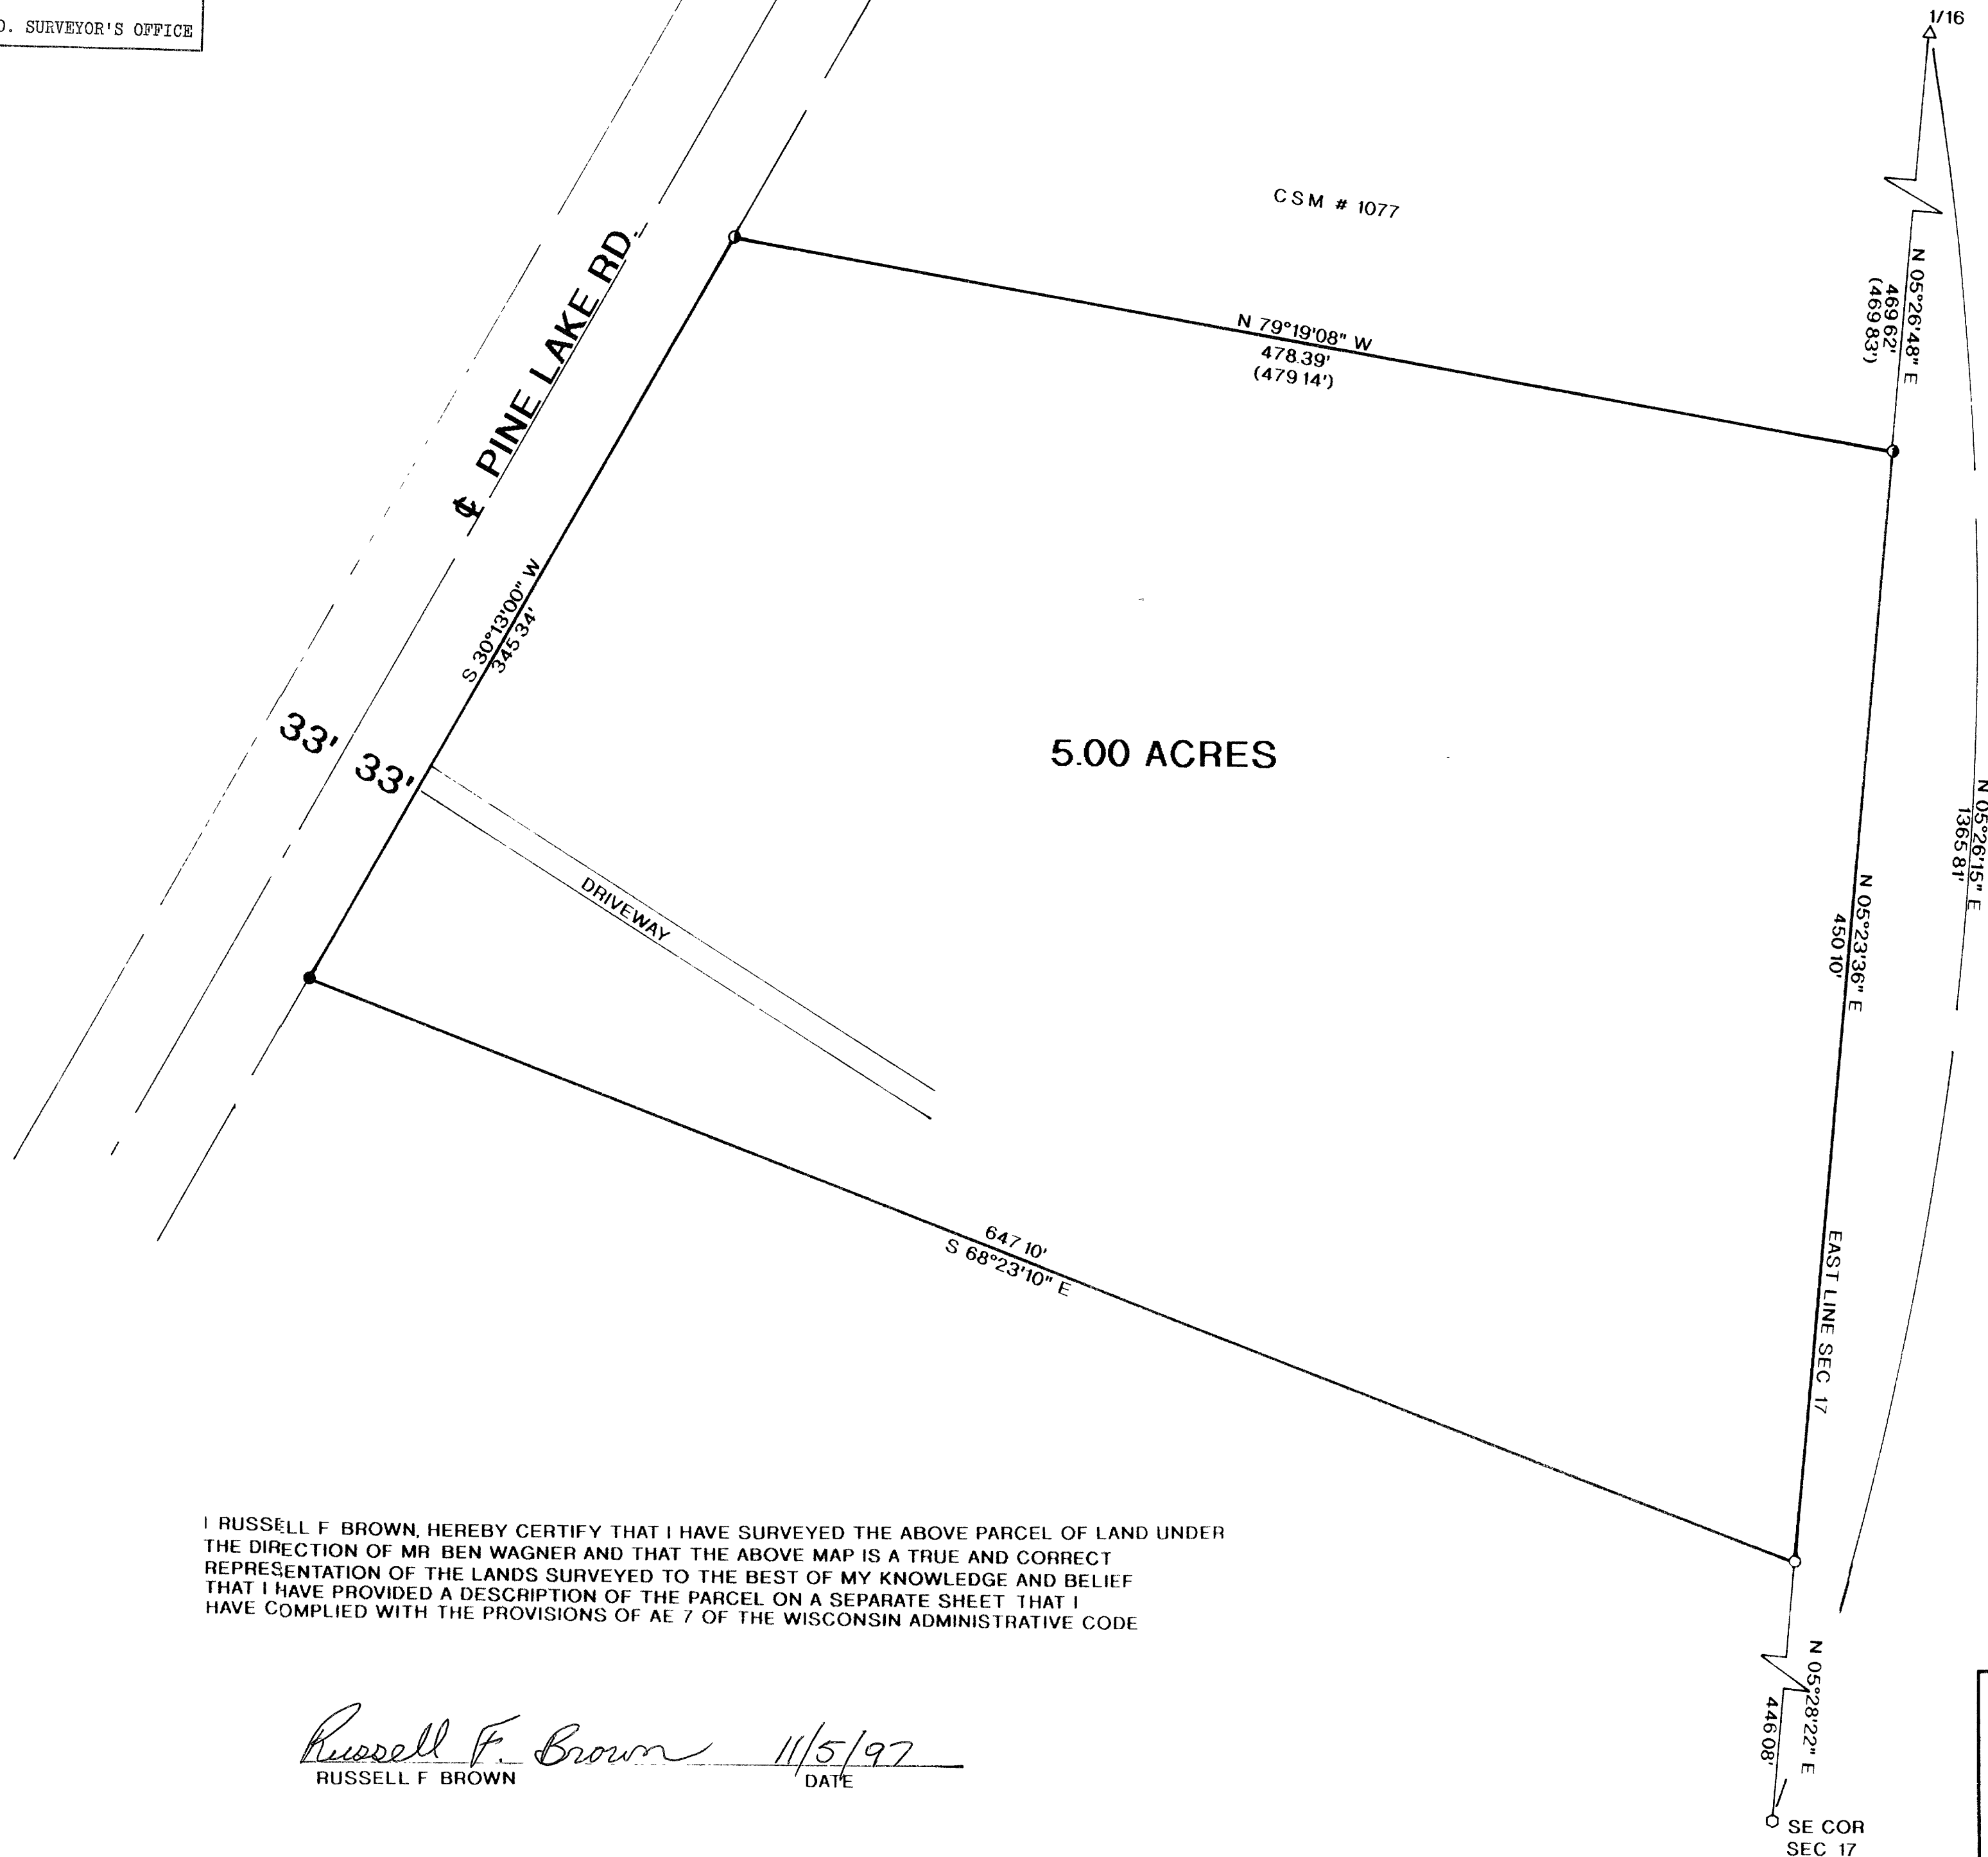 O. SURVEYOR'S OFFICE
1/16
CSM # 1077
N 05°26'48" E
469 62'
(469 83')
PINE LAKE RD.
N 79°19'08" W
478.39'
(479 14')
S 30°13'00" W
345 34'
33' 33'
5.00 ACRES
N 05°26'15" E
1365 81'
DRIVEWAY
N 05°23'36" E
450 10'
647 10'
S 68°23'10" E
EAST LINE SEC 17
I RUSSELL F BROWN, HEREBY CERTIFY THAT I HAVE SURVEYED THE ABOVE PARCEL OF LAND UNDER
THE DIRECTION OF MR BEN WAGNER AND THAT THE ABOVE MAP IS A TRUE AND CORRECT
REPRESENTATION OF THE LANDS SURVEYED TO THE BEST OF MY KNOWLEDGE AND BELIEF
THAT I HAVE PROVIDED A DESCRIPTION OF THE PARCEL ON A SEPARATE SHEET THAT I
HAVE COMPLIED WITH THE PROVISIONS OF AE 7 OF THE WISCONSIN ADMINISTRATIVE CODE
N 05°28'22" E
446 08'
Russell F. Brown 11/5/97
RUSSELL F BROWN DATE
SE COR
SEC 17